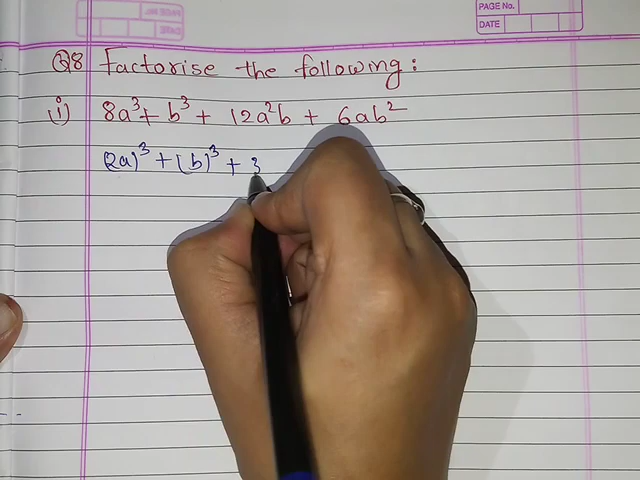 PAGE No.
DATE
Q8 Factorise the following:
(i) 8a³ + b³ + 12a²b + 6ab²
(2a)³ + (b)³ + 3